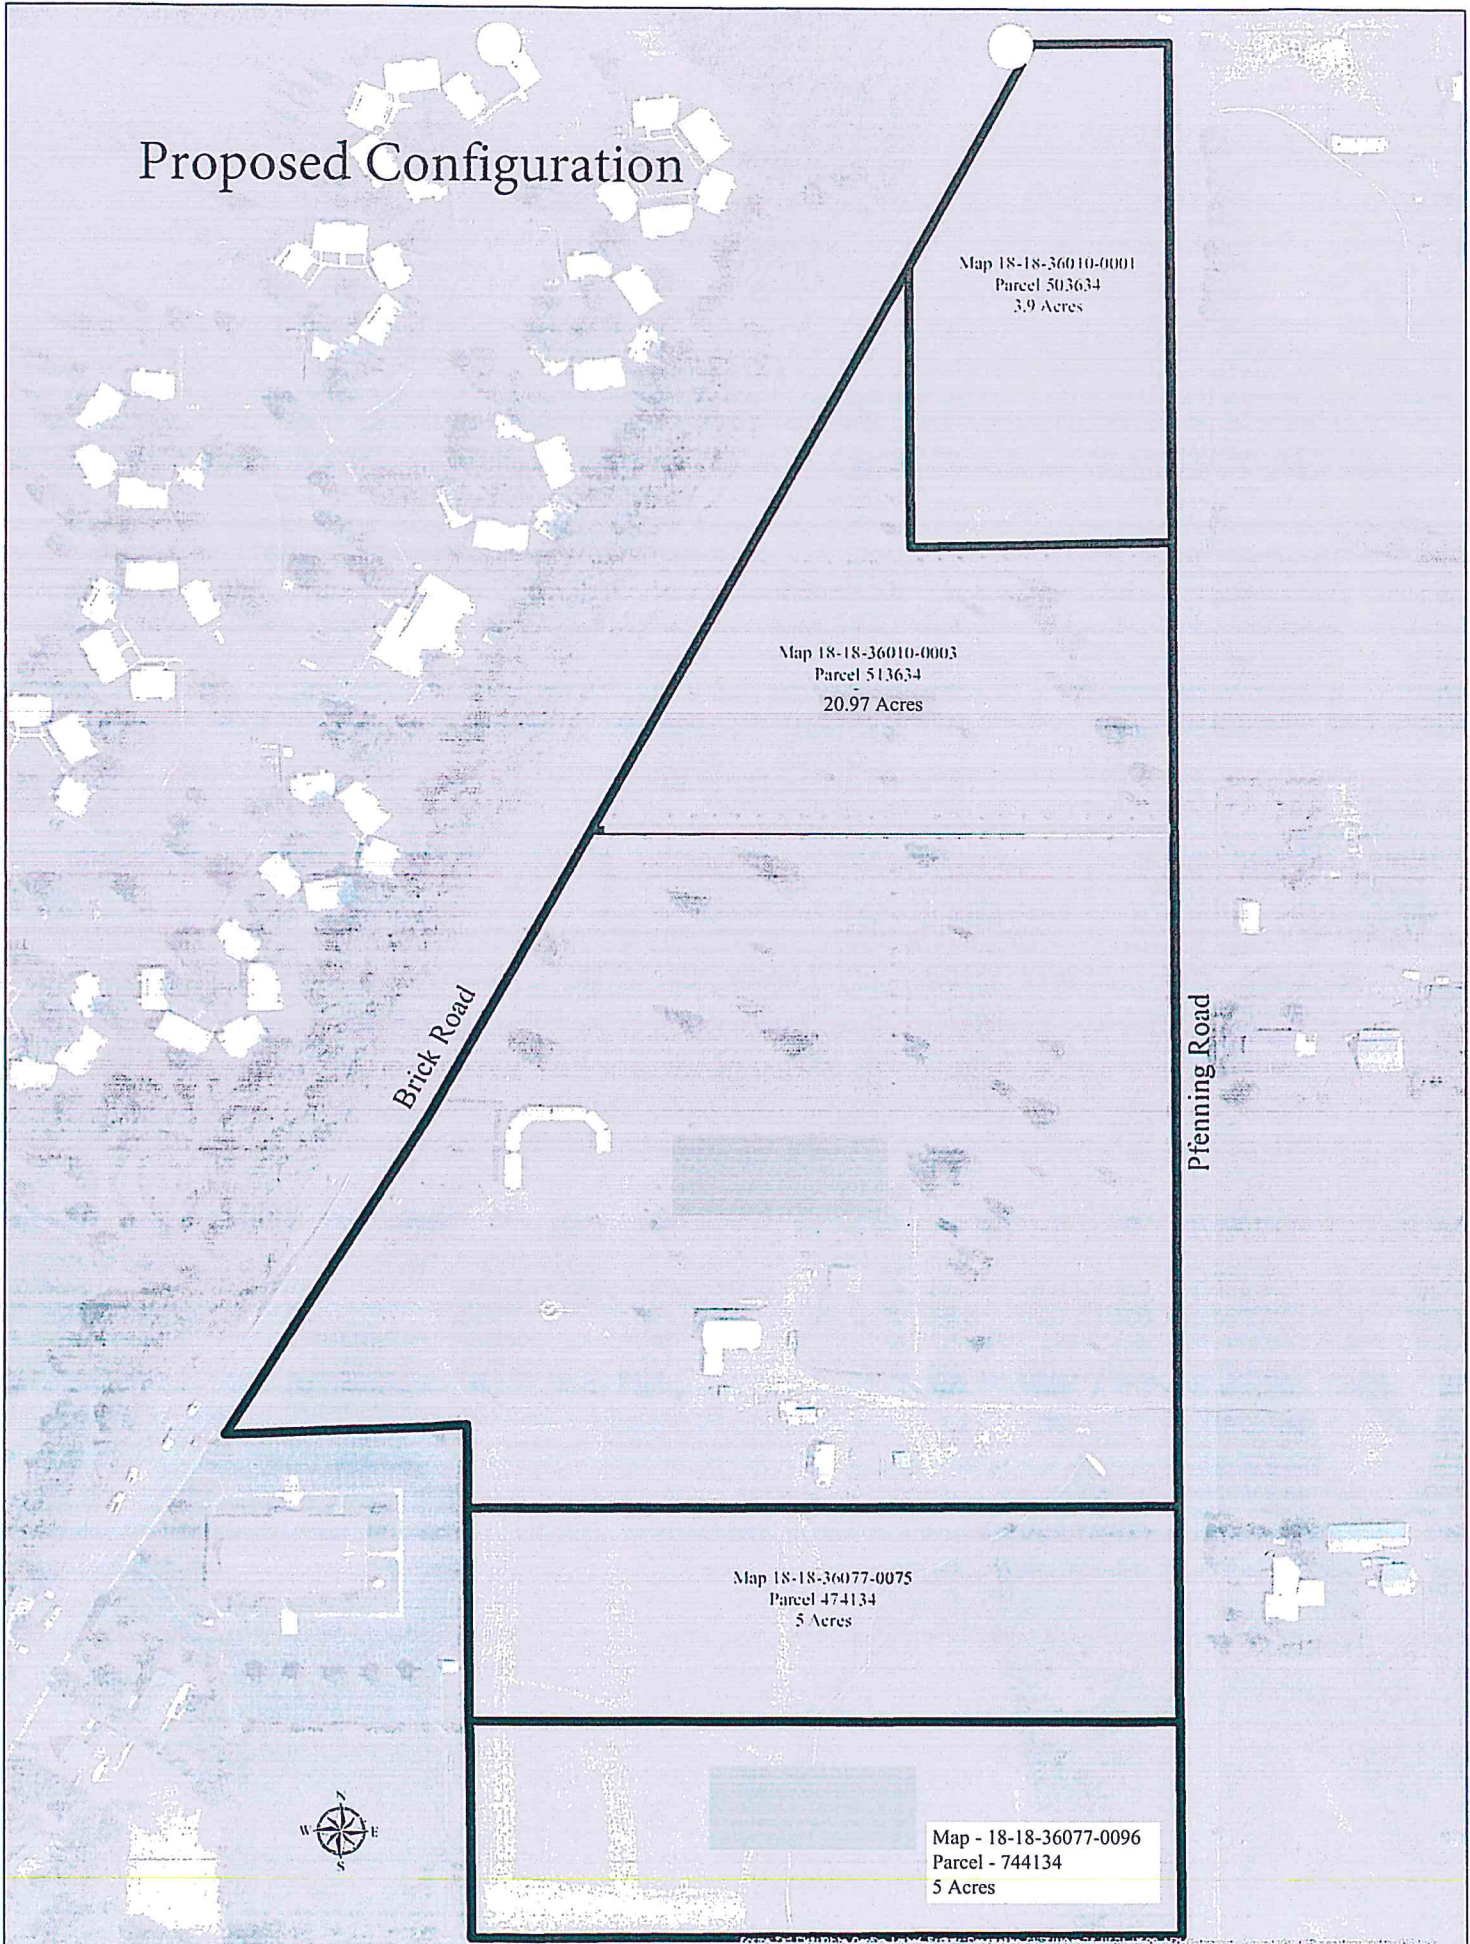 Proposed Configuration
Map 18-18-36010-0001
Parcel 503634
3.9 Acres
Map 18-18-36010-0003
Parcel 513634
-
20.97 Acres
Brick Road
Pfenning Road
Map 18-18-36077-0075
Parcel 474134
5 Acres
N
W E
S
Map - 18-18-36077-0096
Parcel - 744134
5 Acres